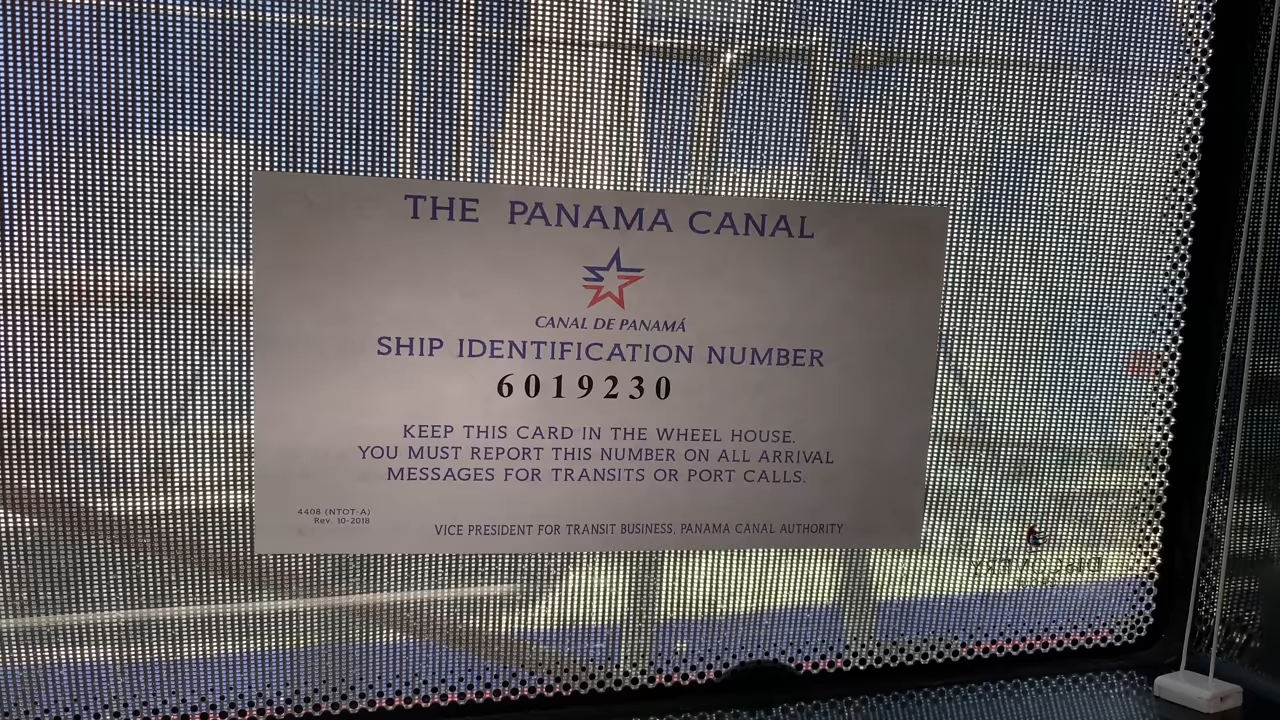 THE PANAMA CANAL
CANAL DE PANAMÁ
SHIP IDENTIFICATION NUMBER
6019230
KEEP THIS CARD IN THE WHEEL HOUSE.
YOU MUST REPORT THIS NUMBER ON ALL ARRIVAL
MESSAGES FOR TRANSITS OR PORT CALLS.
4408 (NTOT-A)
Rev. 10-2018
VICE PRESIDENT FOR TRANSIT BUSINESS, PANAMA CANAL AUTHORITY
DISCOVERY